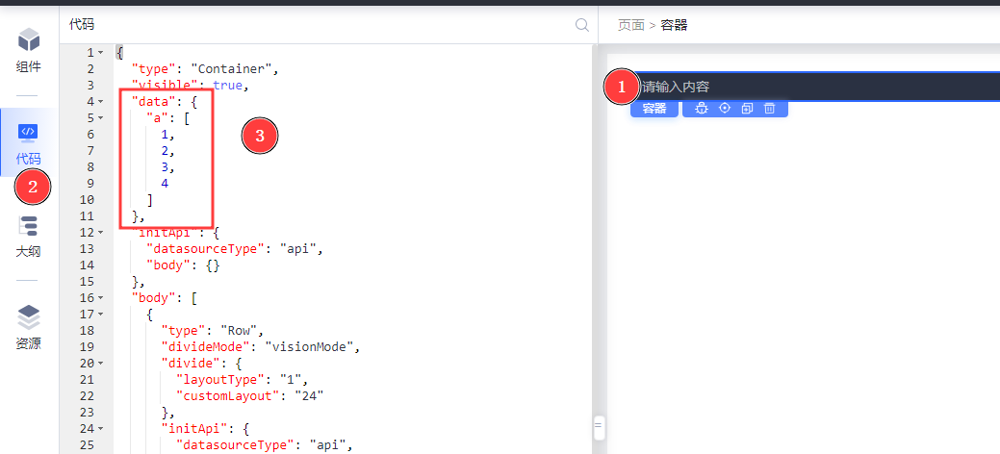 组件
代码
2
大纲
资源
代码
1 {
2 "type": "Container",
3 "visible": true,
4 "data": {
5 "a": [
6 1,
7 2,
8 3,
9 4
10 ]
11 },
12 "initApi": {
13 "datasourceType": "api",
14 "body": {}
15 },
16 "body": [
17 {
18 "type": "Row",
19 "divideMode": "visionMode",
20 "divide": {
21 "layoutType": "1",
22 "customLayout": "24"
23 },
24 "initApi": {
25 "datasourceType": "api",
3
页面 > 容器
1
请输入内容
容器